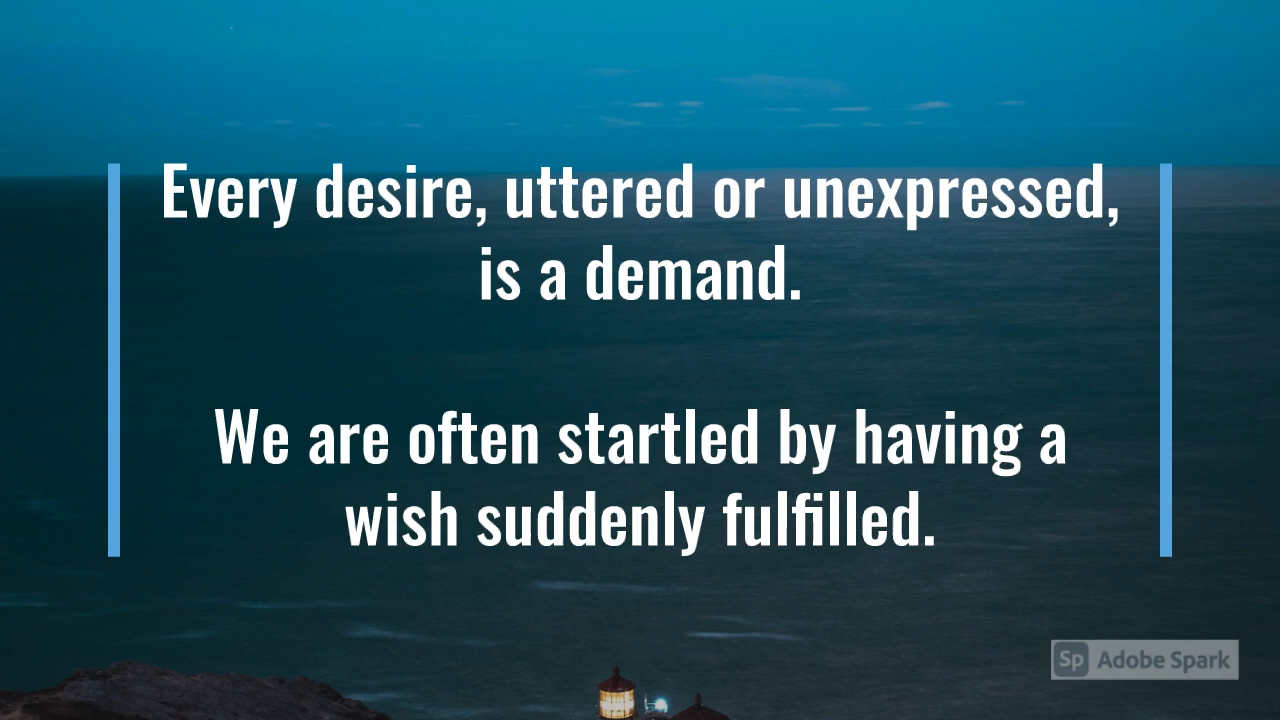 Every desire, uttered or unexpressed,
is a demand.
We are often startled by having a
wish suddenly fulfilled.
Sp Adobe Spark